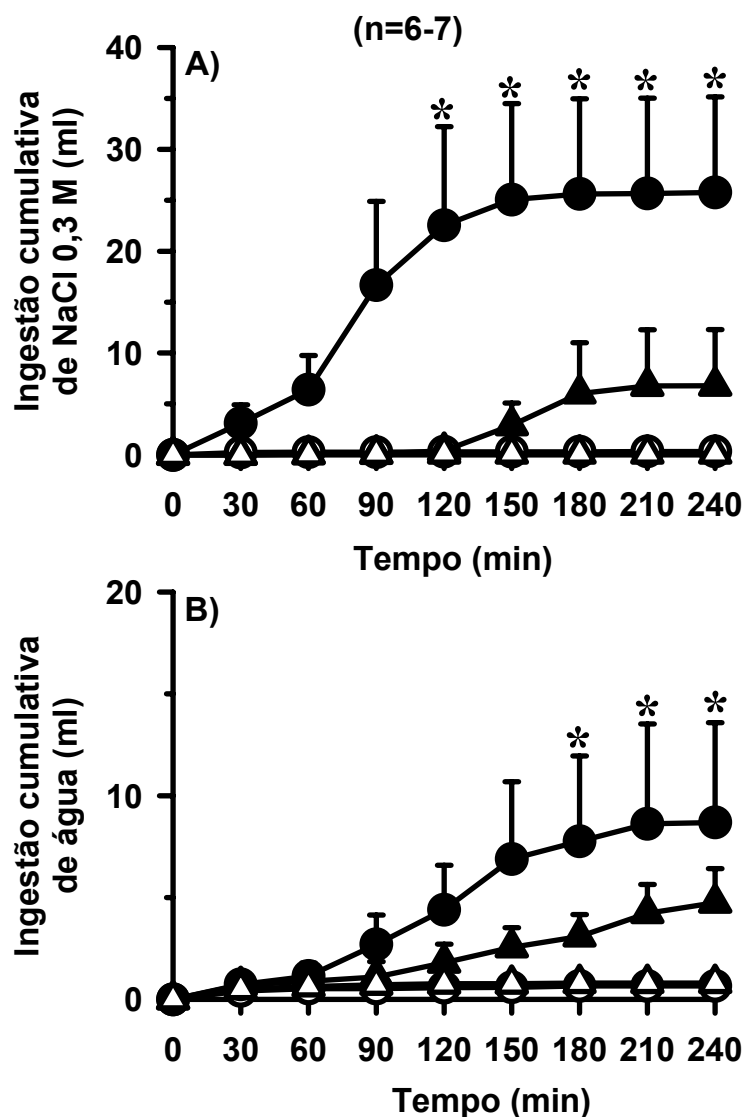 (n=6-7)
A)
Ingestão cumulativa
de NaCl 0,3 M (ml)
40
30
20
10
0
* * * * *
0 30 60 90 120 150 180 210 240
Tempo (min)
B)
Ingestão cumulativa
de água (ml)
20
10
0
* * *
0 30 60 90 120 150 180 210 240
Tempo (min)